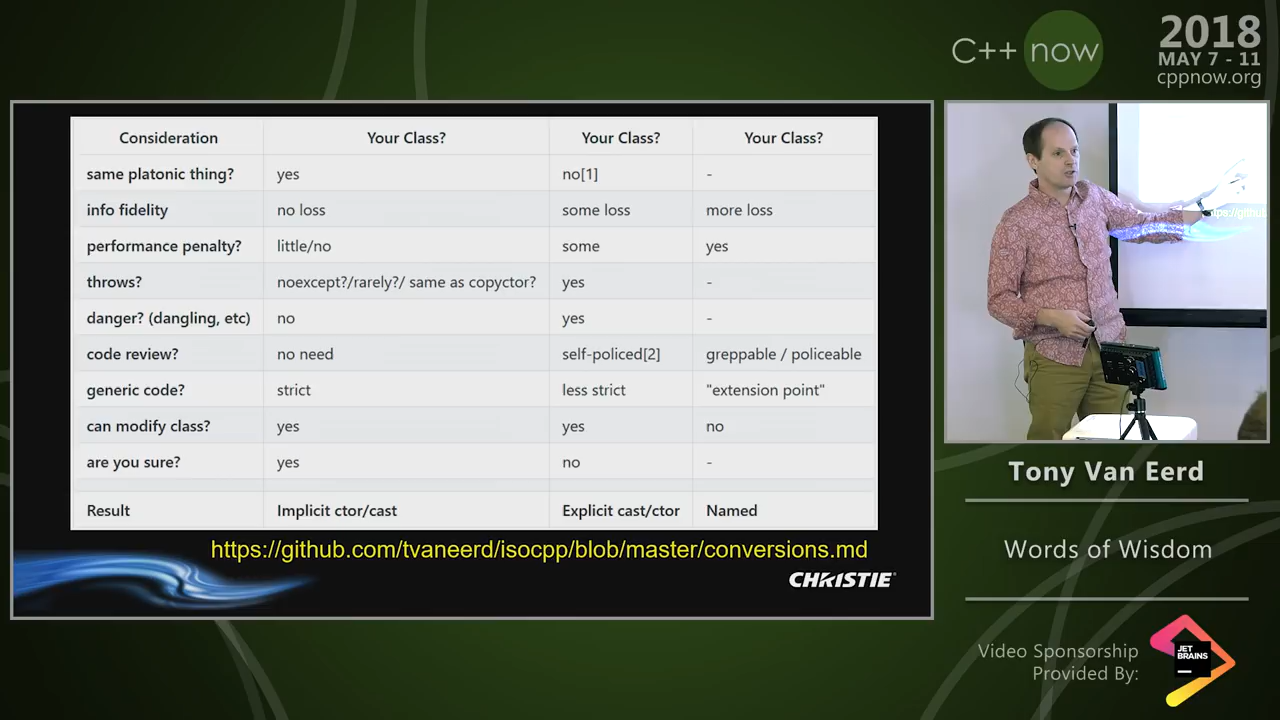 C++ now
2018
MAY 7 - 11
cppnow.org
Consideration Your Class? Your Class? Your Class?
same platonic thing? yes no[1] -
info fidelity no loss some loss more loss
performance penalty? little/no some yes
throws? noexcept?/rarely?/ same as copyctor? yes -
danger? (dangling, etc) no yes -
code review? no need self-policed[2] greppable / policeable
generic code? strict less strict "extension point"
can modify class? yes yes no
are you sure? yes no -
Result Implicit ctor/cast Explicit cast/ctor Named
https://github.com/tvaneerd/isocpp/blob/master/conversions.md
CHRISTIE
Tony Van Eerd
Words of Wisdom
Video Sponsorship
Provided By:
JET
BRAINS